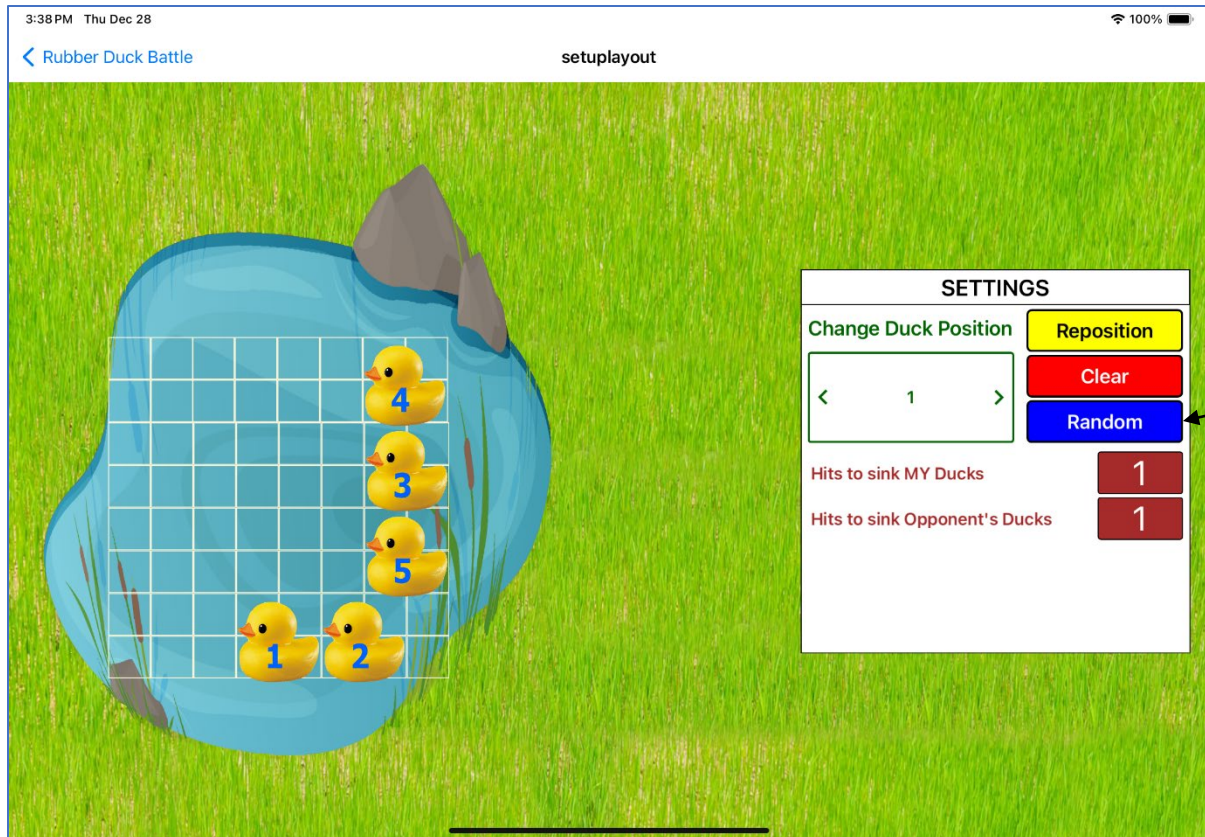 3:38 PM Thu Dec 28
100%
Rubber Duck Battle
setuplayout
SETTINGS
Change Duck Position
Reposition
Clear
< 1 >
Random
Hits to sink MY Ducks
1
Hits to sink Opponent's Ducks
1
4
3
5
1 2